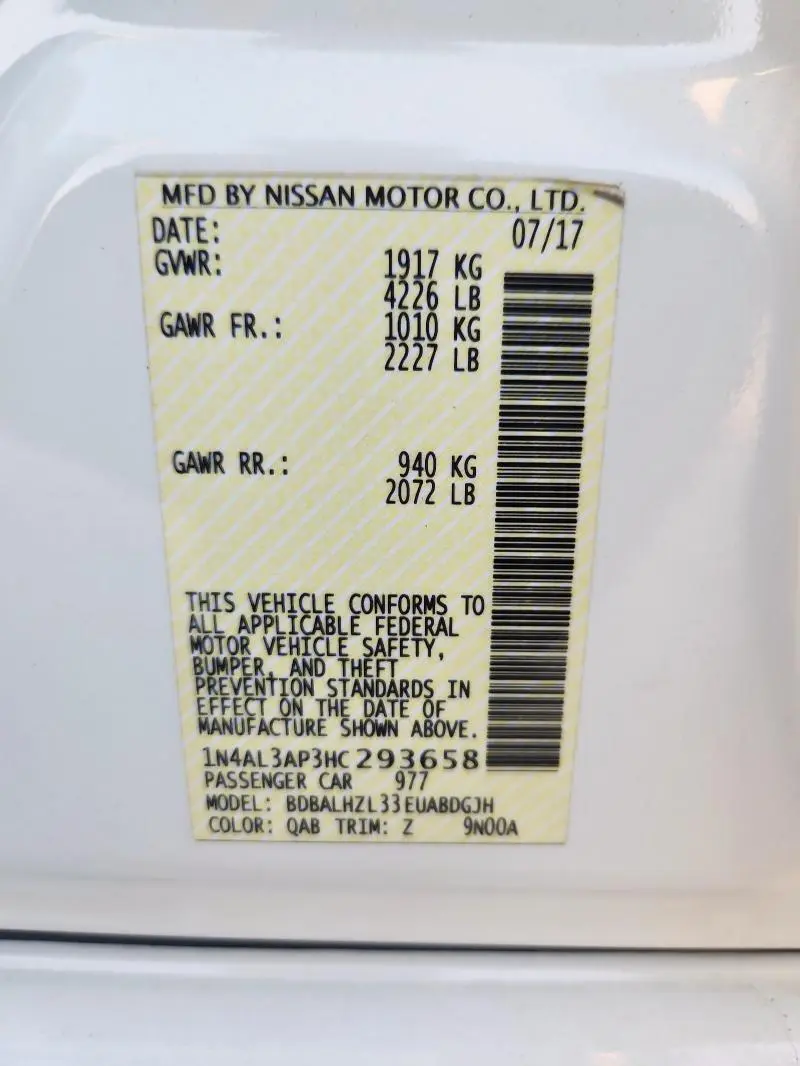 MFD BY NISSAN MOTOR CO., LTD.
DATE: 07/17
GVWR: 1917 KG
4226 LB
GAWR FR.: 1010 KG
2227 LB
GAWR RR.: 940 KG
2072 LB
THIS VEHICLE CONFORMS TO
ALL APPLICABLE FEDERAL
MOTOR VEHICLE SAFETY,
BUMPER, AND THEFT
PREVENTION STANDARDS IN
EFFECT ON THE DATE OF
MANUFACTURE SHOWN ABOVE.
1N4AL3AP3HC293658
PASSENGER CAR 977
MODEL: BDBALHZL33EUABDGJH
COLOR: QAB TRIM: Z 9N00A